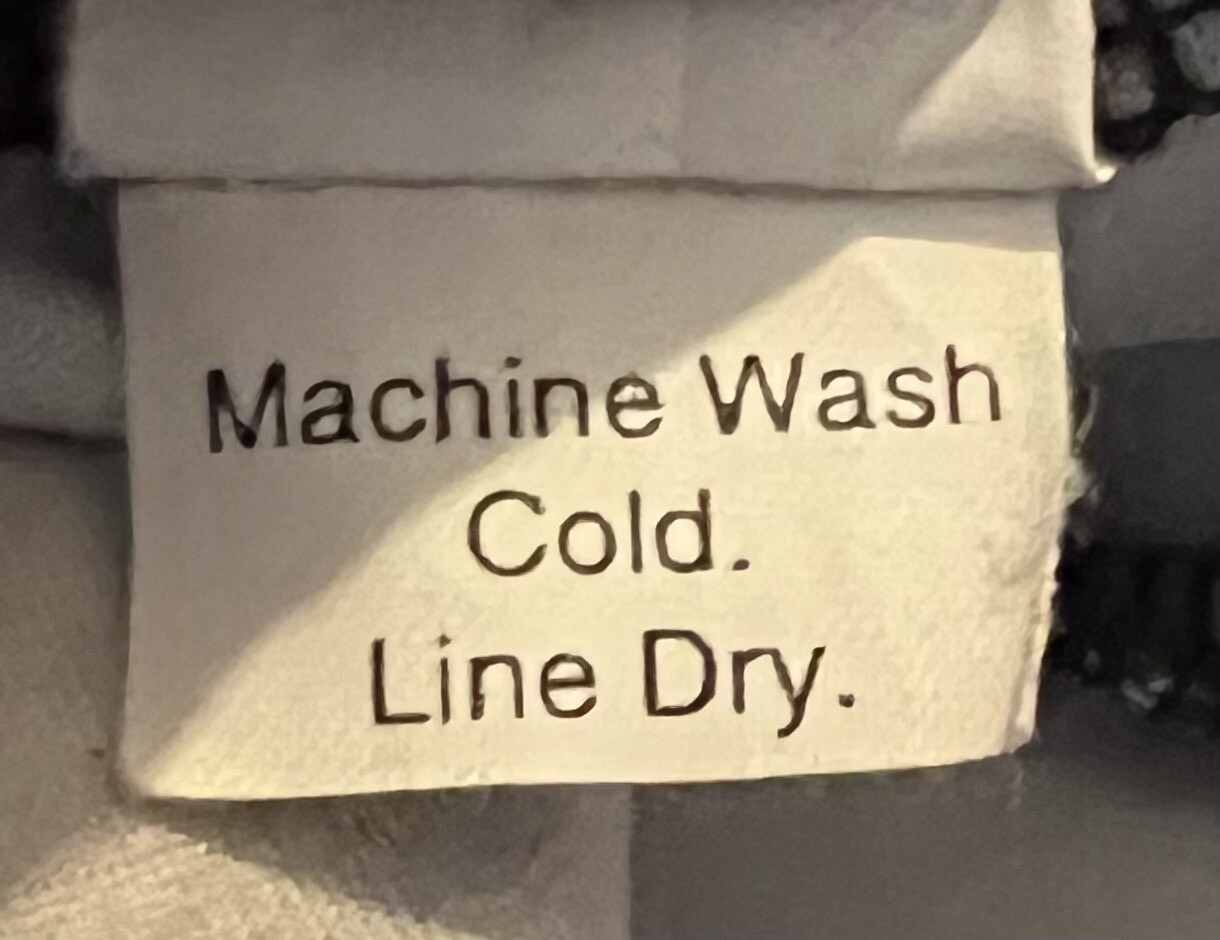 Machine Wash
Cold.
Line Dry.